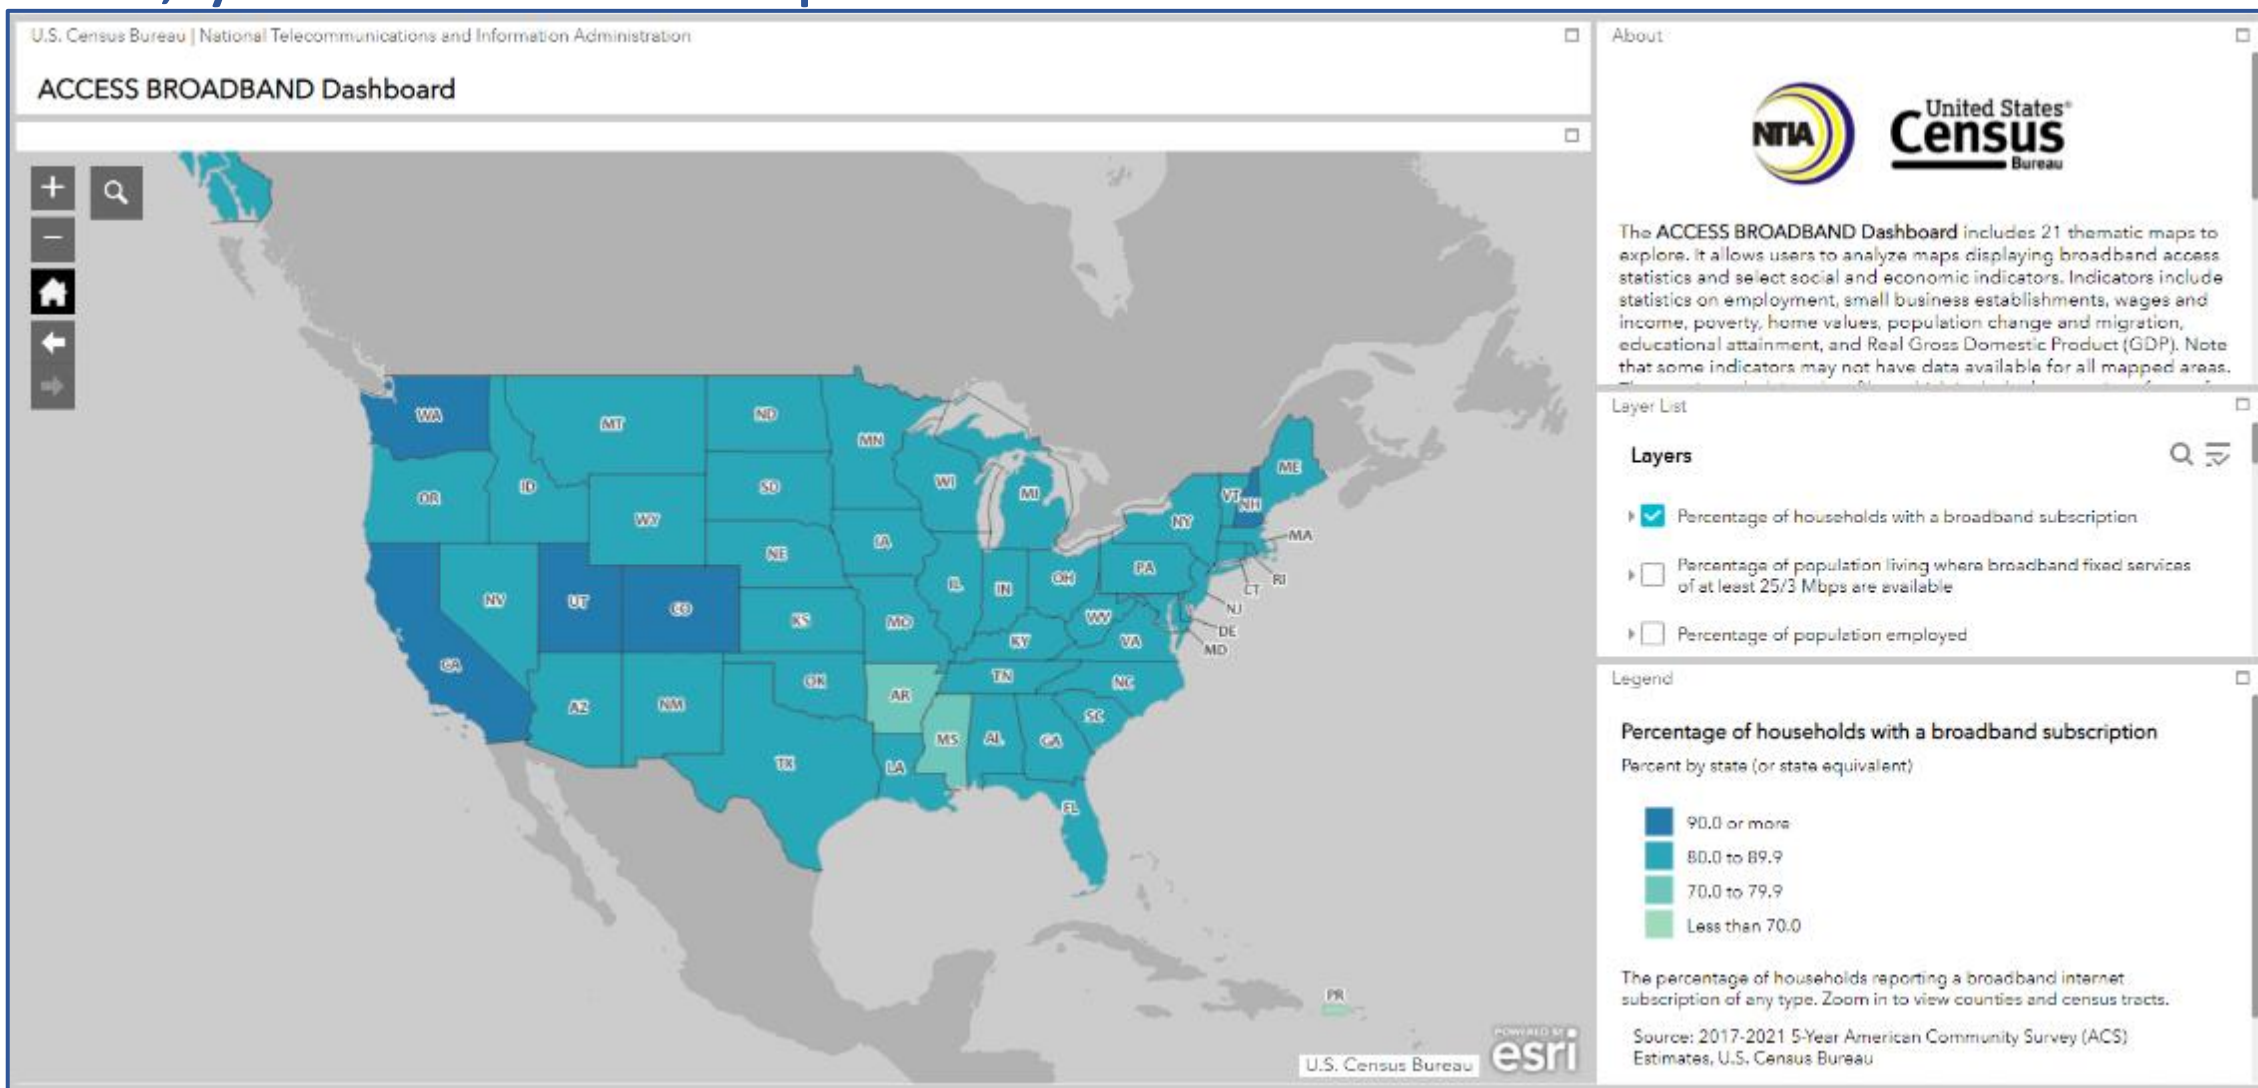 U.S. Census Bureau | National Telecommunications and Information Administration
ACCESS BROADBAND Dashboard
WA
MT
ND
MN
OR
ID
SD
WI
MI
ME
VT
NH
NY
WY
MA
IA
NE
PA
RI
CT
IL
IN
OH
NV
UT
CO
NJ
KS
MO
WV
DE
KY
VA
MD
CA
TN
OK
NC
AR
AZ
NM
SC
MS
AL
GA
TX
LA
FL
PR
U.S. Census Bureau
POWERED BY
esri
About
NTIA
United States®
Census
Bureau
The ACCESS BROADBAND Dashboard includes 21 thematic maps to
explore. It allows users to analyze maps displaying broadband access
statistics and select social and economic indicators. Indicators include
statistics on employment, small business establishments, wages and
income, poverty, home values, population change and migration,
educational attainment, and Real Gross Domestic Product (GDP). Note
that some indicators may not have data available for all mapped areas.
Layer List
Layers
Percentage of households with a broadband subscription
Percentage of population living where broadband fixed services
of at least 25/3 Mbps are available
Percentage of population employed
Legend
Percentage of households with a broadband subscription
Percent by state (or state equivalent)
90.0 or more
80.0 to 89.9
70.0 to 79.9
Less than 70.0
The percentage of households reporting a broadband internet
subscription of any type. Zoom in to view counties and census tracts.
Source: 2017-2021 5-Year American Community Survey (ACS)
Estimates, U.S. Census Bureau